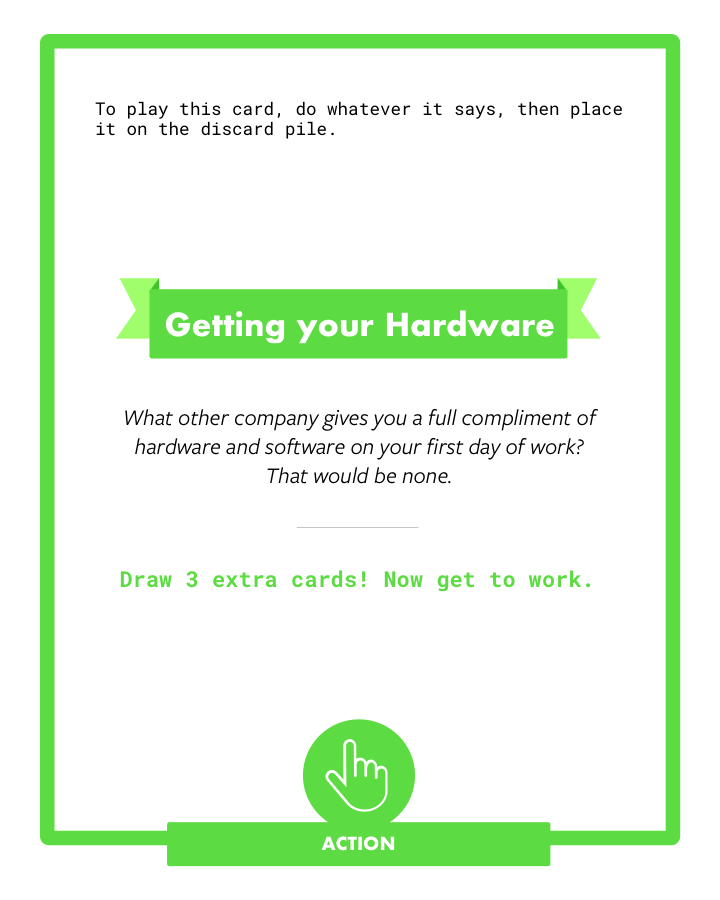 To play this card, do whatever it says, then place
it on the discard pile.
Getting your Hardware
What other company gives you a full compliment of
hardware and software on your first day of work?
That would be none.
Draw 3 extra cards! Now get to work.
ACTION